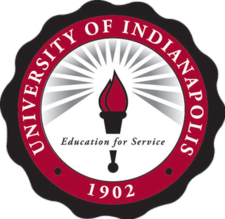 UNIVERSITY OF INDIANAPOLIS
Education for Service
1902